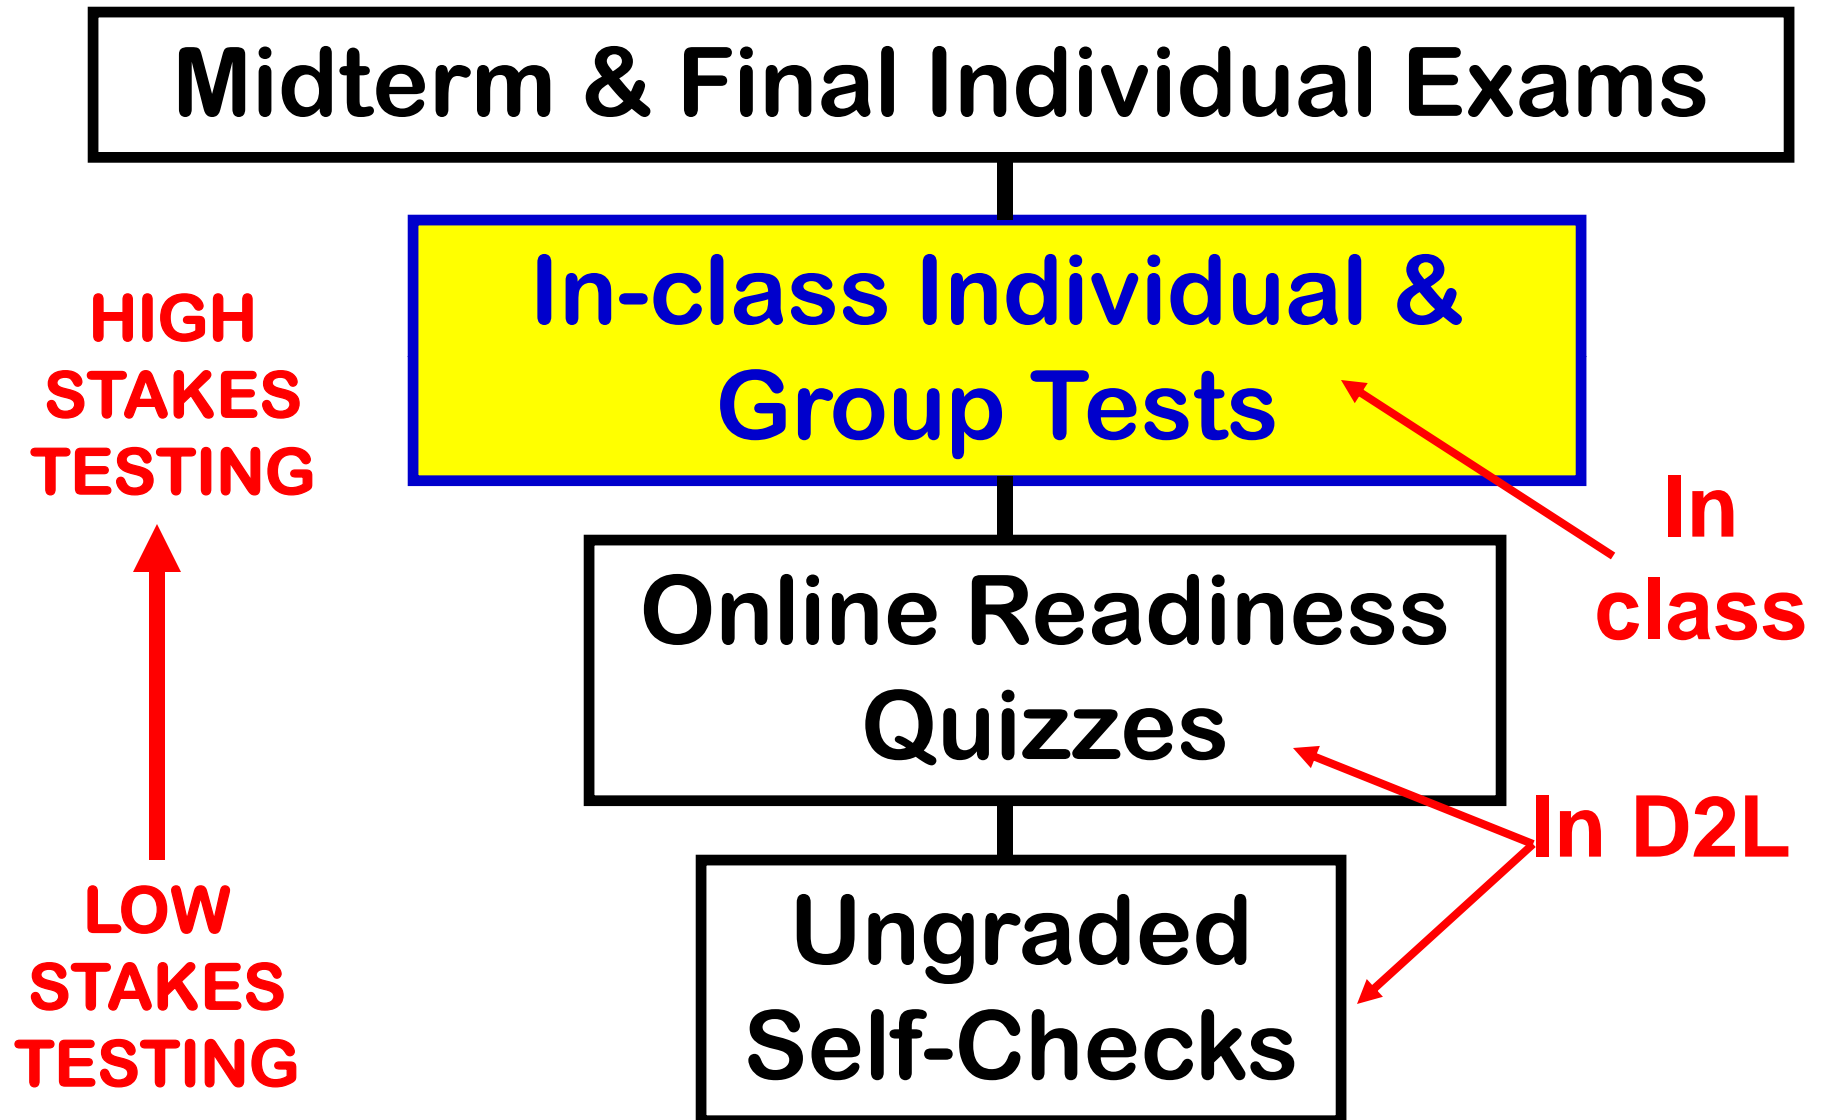 Midterm & Final Individual Exams
In-class Individual &
Group Tests
HIGH
STAKES
TESTING
In
class
Online Readiness
Quizzes
In D2L
LOW
STAKES
TESTING
Ungraded
Self-Checks